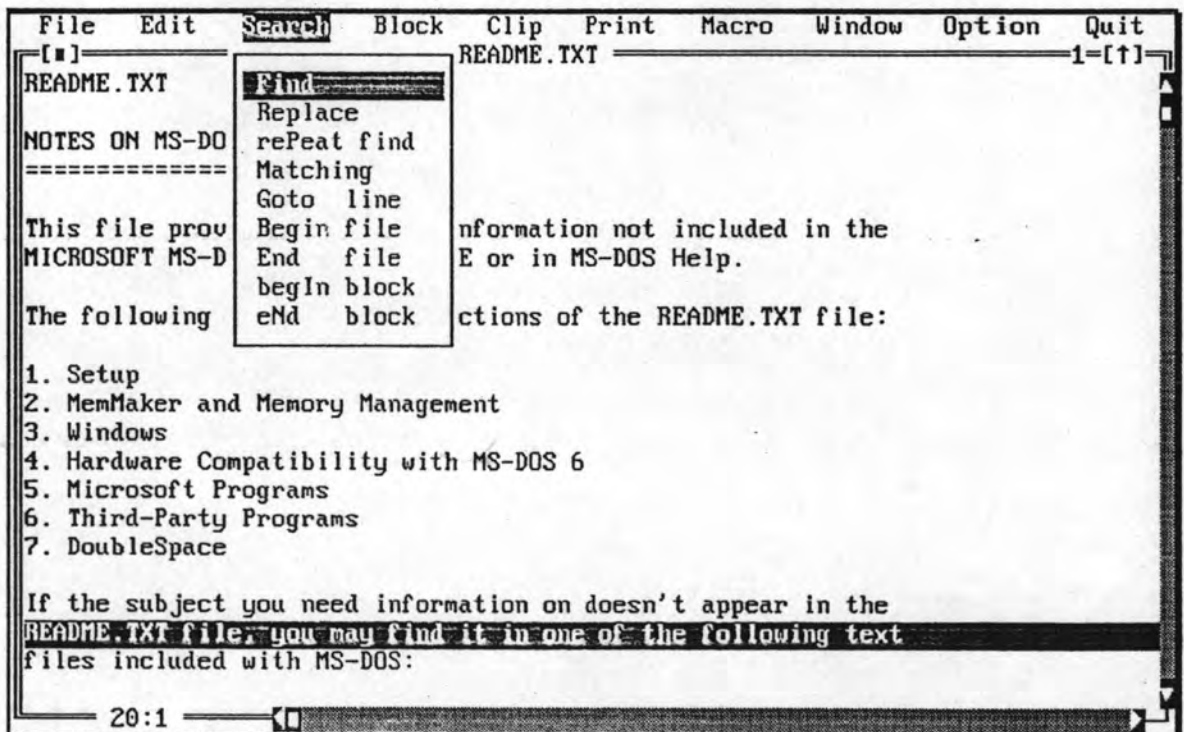 File Edit Search Block Clip Print Macro Window Option Quit
[■] README.TXT 1=[↑]
README.TXT
Find
Replace
NOTES ON MS-DO
rePeat find
==============
Matching
Goto line
This file prov
Begin file
nformation not included in the
MICROSOFT MS-D
End file
E or in MS-DOS Help.
begIn block
The following
eNd block
ctions of the README.TXT file:
1. Setup
2. MemMaker and Memory Management
3. Windows
4. Hardware Compatibility with MS-DOS 6
5. Microsoft Programs
6. Third-Party Programs
7. DoubleSpace
If the subject you need information on doesn't appear in the
README.TXT file, you may find it in one of the following text
files included with MS-DOS:
20:1